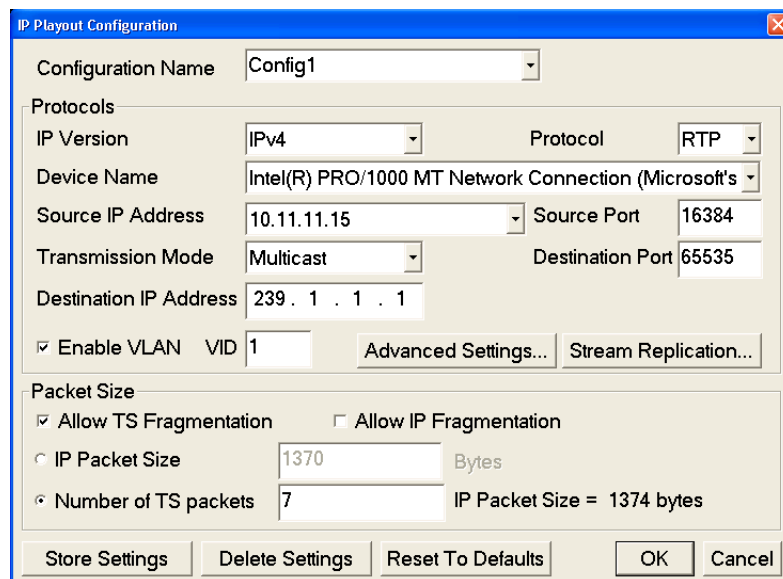 IP Playout Configuration
Configuration Name Config1
Protocols
IP Version IPv4 Protocol RTP
Device Name Intel(R) PRO/1000 MT Network Connection (Microsoft's
Source IP Address 10.11.11.15 Source Port 16384
Transmission Mode Multicast Destination Port 65535
Destination IP Address 239 . 1 . 1 . 1
Enable VLAN VID 1 Advanced Settings... Stream Replication...
Packet Size
Allow TS Fragmentation Allow IP Fragmentation
IP Packet Size 1370 Bytes
Number of TS packets 7 IP Packet Size = 1374 bytes
Store Settings Delete Settings Reset To Defaults OK Cancel